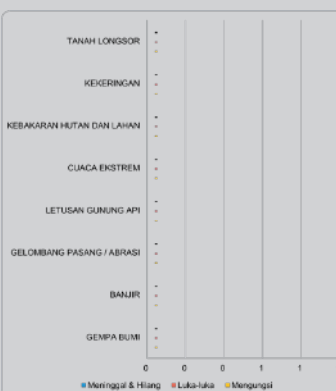 TANAH LONGSOR
KEKERINGAN
KEBAKARAN HUTAN DAN LAHAN
CUACA EKSTREM
LETUSAN GUNUNG API
GELOMBANG PASANG / ABRASI
BANJIR
GEMPA BUMI
0 0 0 1 1
Meninggal & Hilang Luka-luka Mengungsi